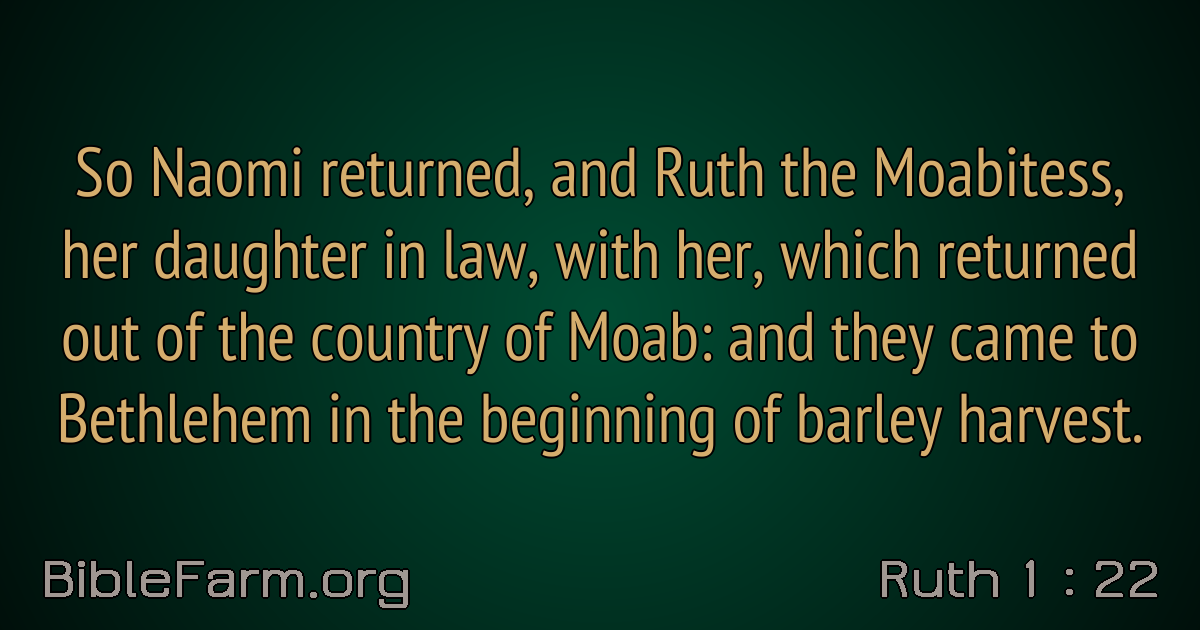 So Naomi returned, and Ruth the Moabitess,
her daughter in law, with her, which returned
out of the country of Moab: and they came to
Bethlehem in the beginning of barley harvest.
BibleFarm.org
Ruth 1 : 22